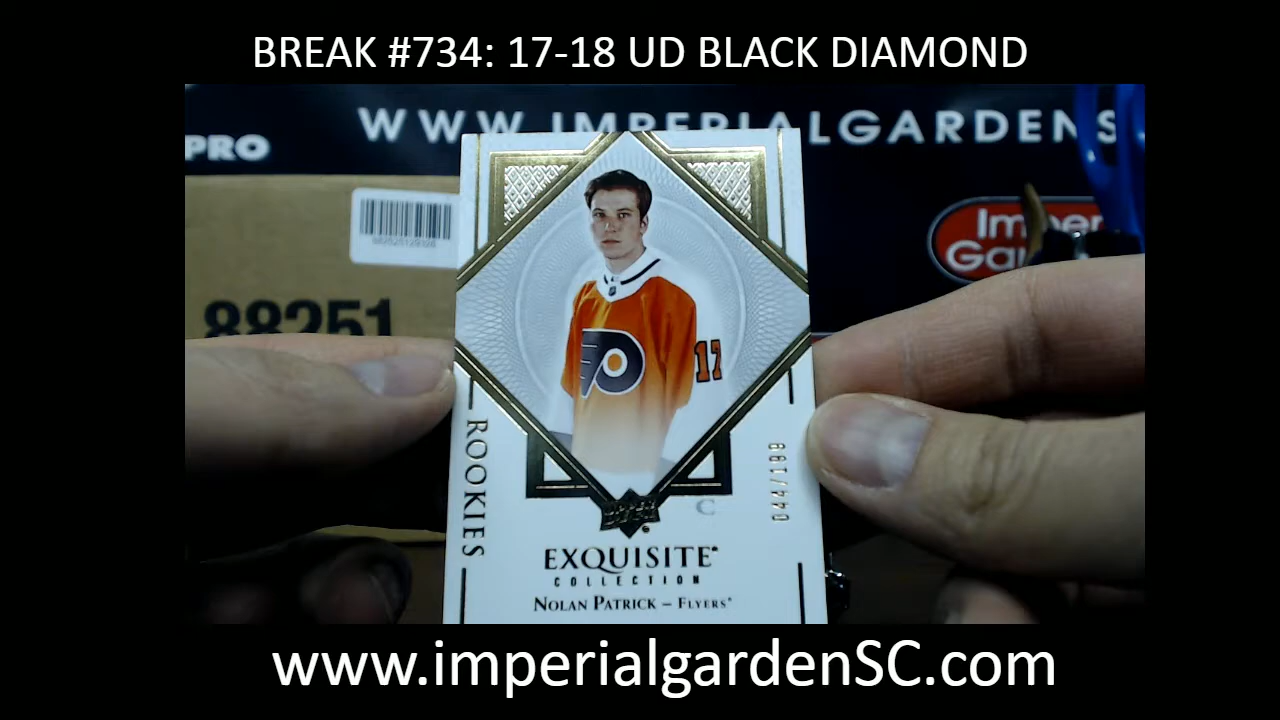 BREAK #734: 17-18 UD BLACK DIAMOND
WWW.IMPERIALGARDENS
PRO
88251
17
ROOKIES
044/199
C
EXQUISITE
COLLECTION
NOLAN PATRICK – FLYERS
www.imperialgardenSC.com